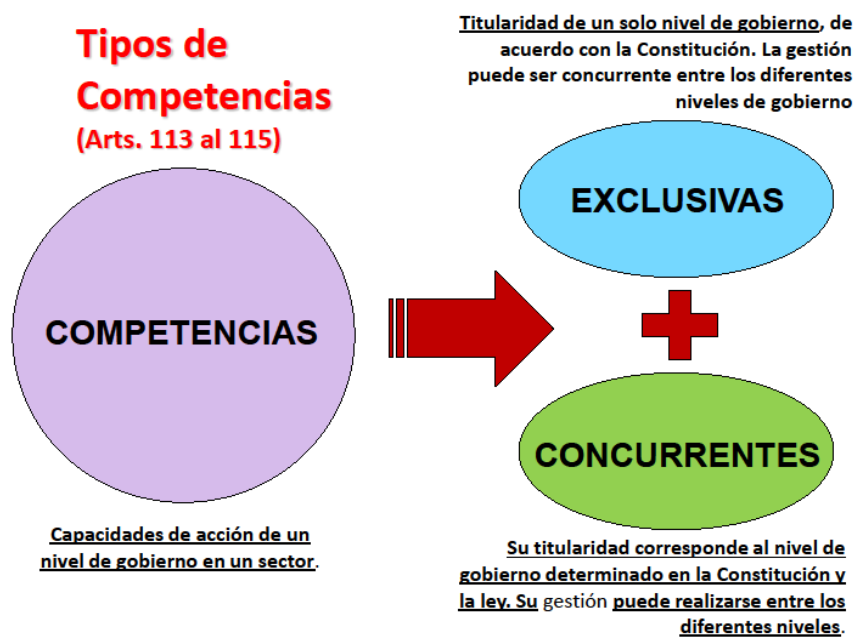 Tipos de
Competencias
(Arts. 113 al 115)
Titularidad de un solo nivel de gobierno, de
acuerdo con la Constitución. La gestión
puede ser concurrente entre los diferentes
niveles de gobierno
EXCLUSIVAS
COMPETENCIAS
CONCURRENTES
Capacidades de acción de un
nivel de gobierno en un sector.
Su titularidad corresponde al nivel de
gobierno determinado en la Constitución y
la ley. Su gestión puede realizarse entre los
diferentes niveles.